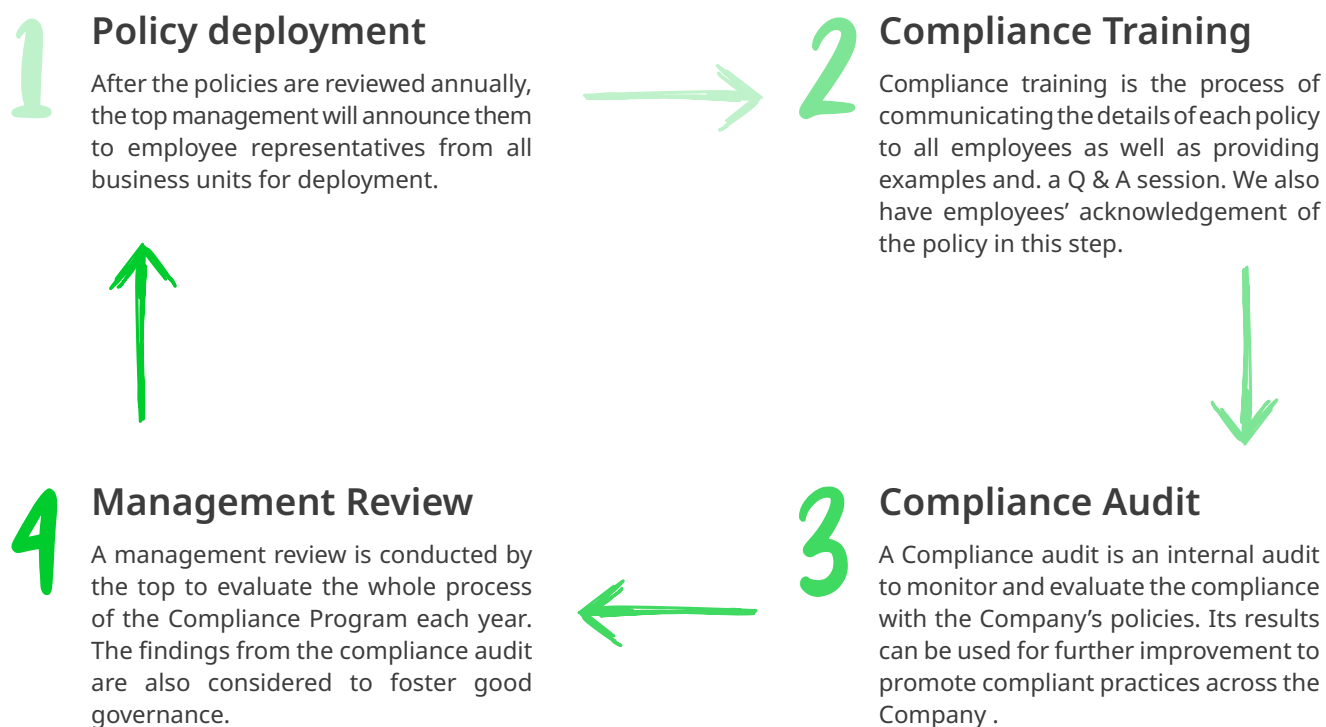 1
Policy deployment
After the policies are reviewed annually,
the top management will announce them
to employee representatives from all
business units for deployment.
2
Compliance Training
Compliance training is the process of
communicating the details of each policy
to all employees as well as providing
examples and. a Q & A session. We also
have employees’ acknowledgement of
the policy in this step.
3
Compliance Audit
A Compliance audit is an internal audit
to monitor and evaluate the compliance
with the Company’s policies. Its results
can be used for further improvement to
promote compliant practices across the
Company .
4
Management Review
A management review is conducted by
the top to evaluate the whole process
of the Compliance Program each year.
The findings from the compliance audit
are also considered to foster good
governance.